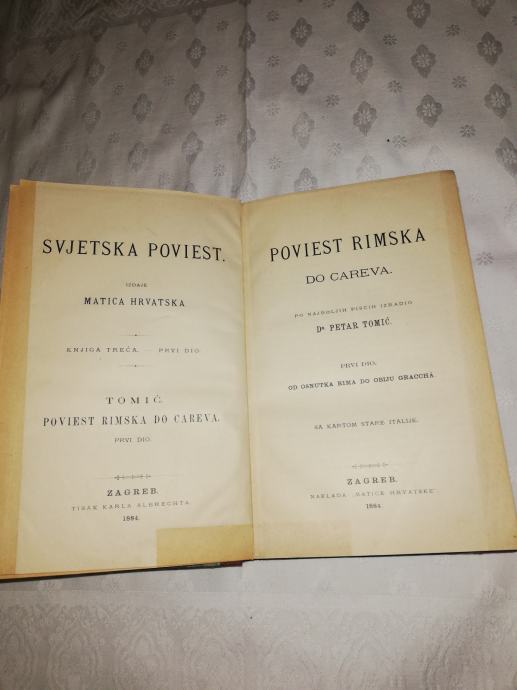 SVJETSKA POVIEST.
IZDAJE
MATICA HRVATSKA
KNJIGA TREĆA. — PRVI DIO.
TOMIĆ.
POVIEST RIMSKA DO CAREVA.
PRVI DIO.
ZAGREB.
TISAK KARLA ALBRECHTA.
1884.
POVIEST RIMSKA
DO CAREVA.
PO NAJBOLJIH PISCIH IZRADIO
DR. PETAR TOMIĆ.
PRVI DIO.
OD OSNUTKA RIMA DO OBIJU GRACCHÂ.
SA KARTOM STARE ITALIJE.
ZAGREB.
NAKLADA „MATICE HRVATSKE“
1884.